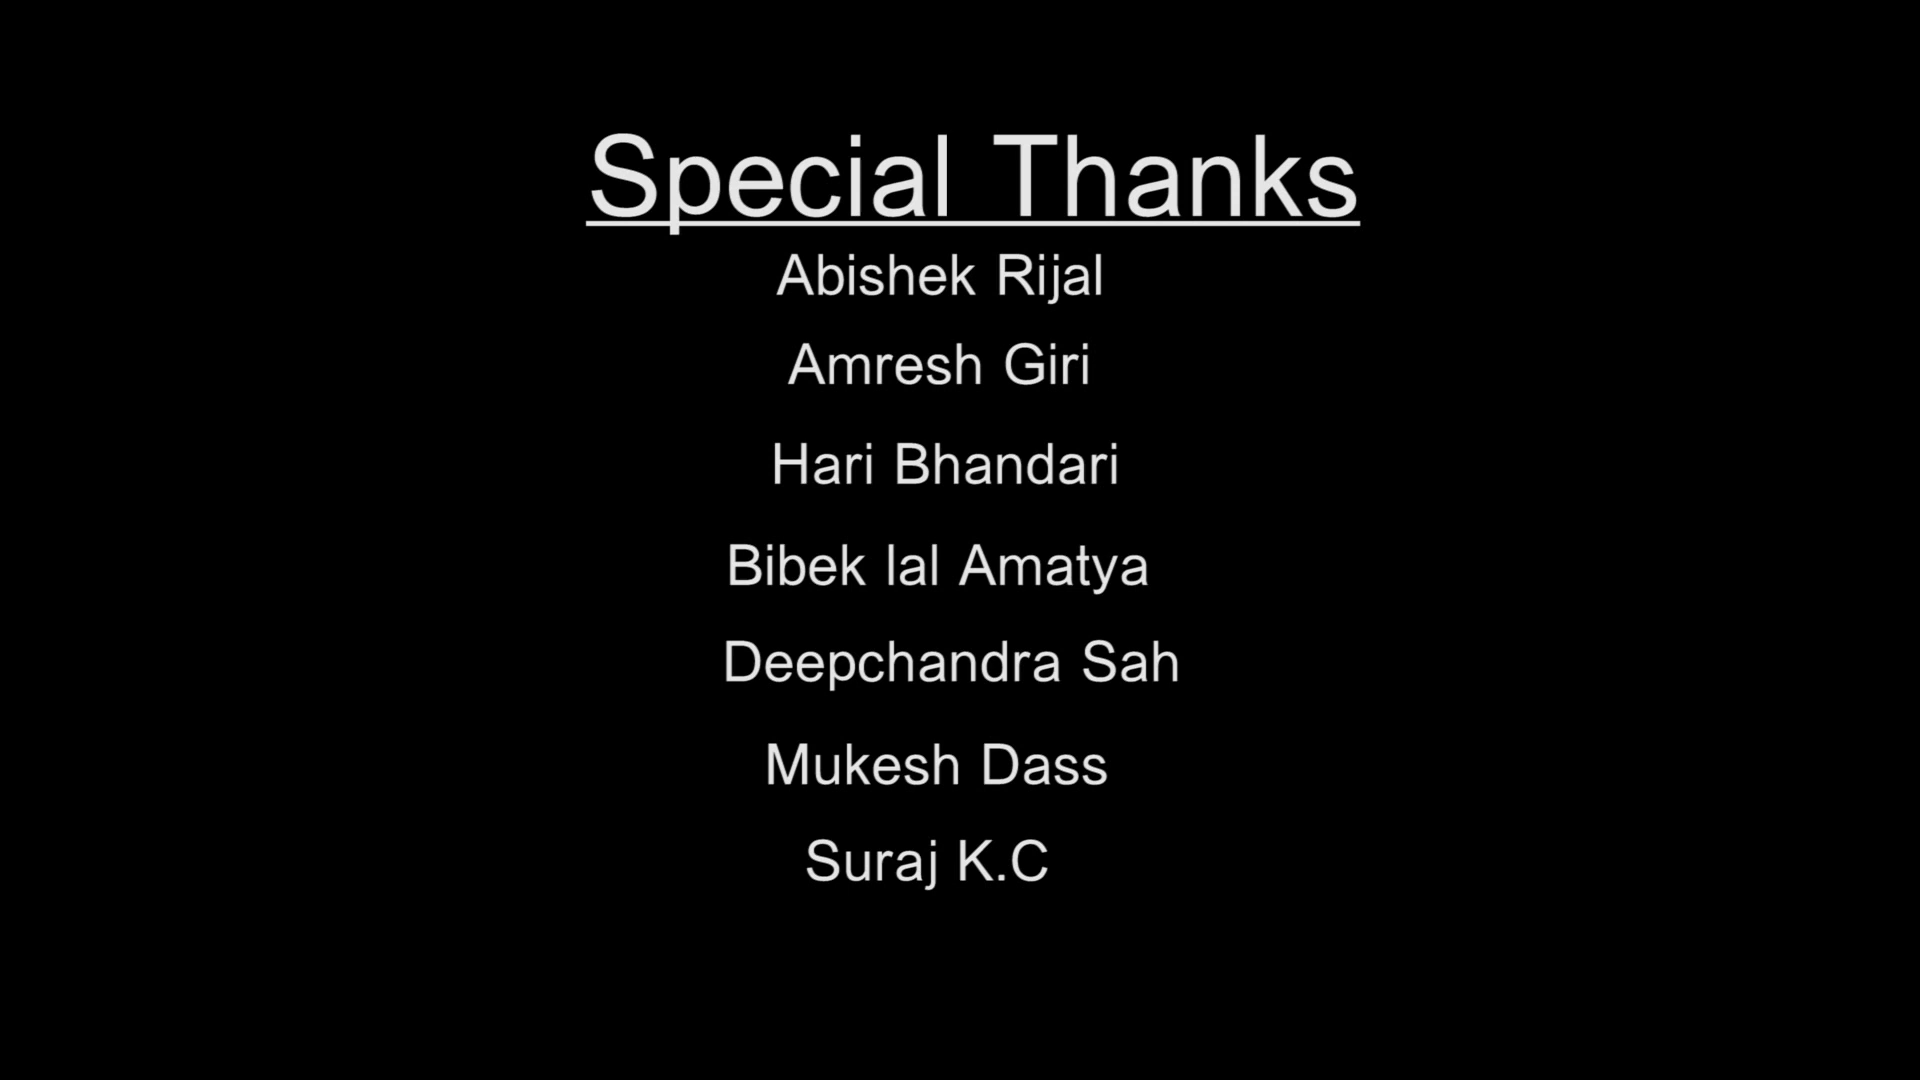 Special Thanks
Abishek Rijal
Amresh Giri
Hari Bhandari
Bibek lal Amatya
Deepchandra Sah
Mukesh Dass
Suraj K.C